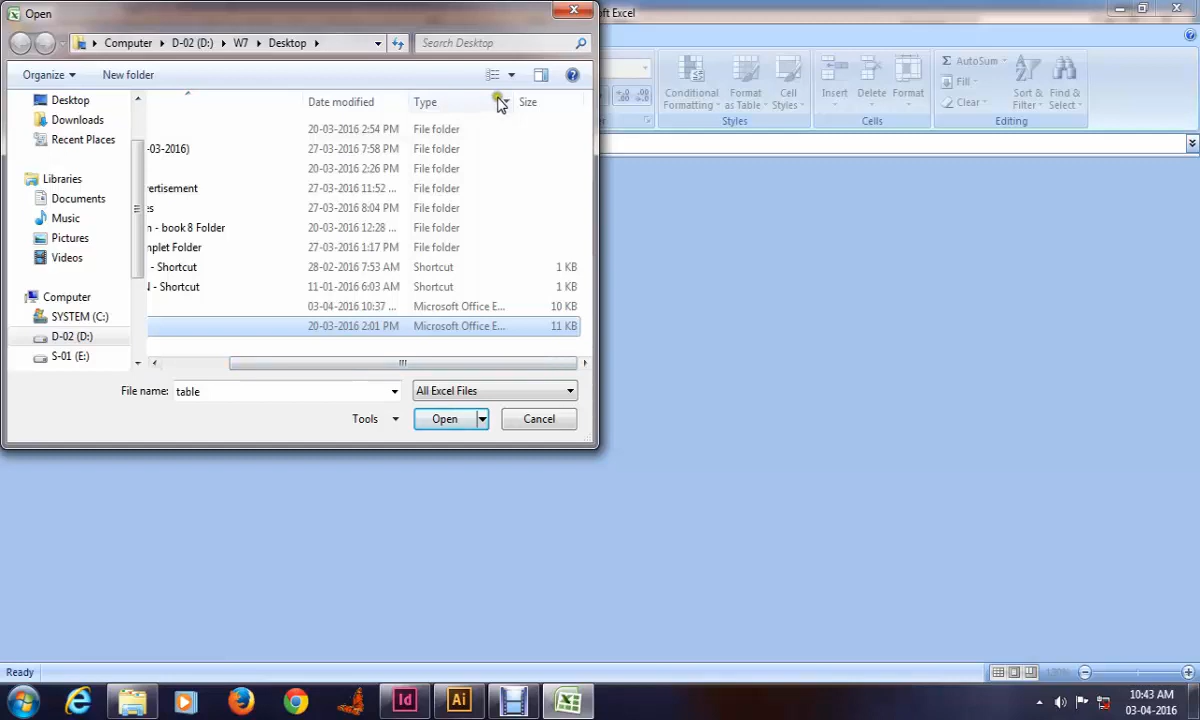 Open
oft Excel
Computer D-02 (D:) W7 Desktop
Search Desktop
Organize New folder
Date modified Type Size
Desktop
Downloads
Recent Places
Libraries
Documents
Music
Pictures
Videos
Computer
SYSTEM (C:)
D-02 (D:)
S-01 (E:)
20-03-2016 2:54 PM File folder
-03-2016) 27-03-2016 7:58 PM File folder
20-03-2016 2:26 PM File folder
ertisement 27-03-2016 11:52 ... File folder
es 27-03-2016 8:04 PM File folder
n - book 8 Folder 20-03-2016 12:28 ... File folder
mplet Folder 27-03-2016 1:17 PM File folder
- Shortcut 28-02-2016 7:53 AM Shortcut 1 KB
N - Shortcut 11-01-2016 6:03 AM Shortcut 1 KB
03-04-2016 10:37 ... Microsoft Office E... 10 KB
20-03-2016 2:01 PM Microsoft Office E... 11 KB
File name: table All Excel Files
Tools Open Cancel
Conditional Formatting
Format as Table
Cell Styles
Styles
Insert Delete Format
Cells
AutoSum
Fill
Clear
Sort & Filter
Find & Select
Editing
Ready
Id Ai
10:43 AM
03-04-2016